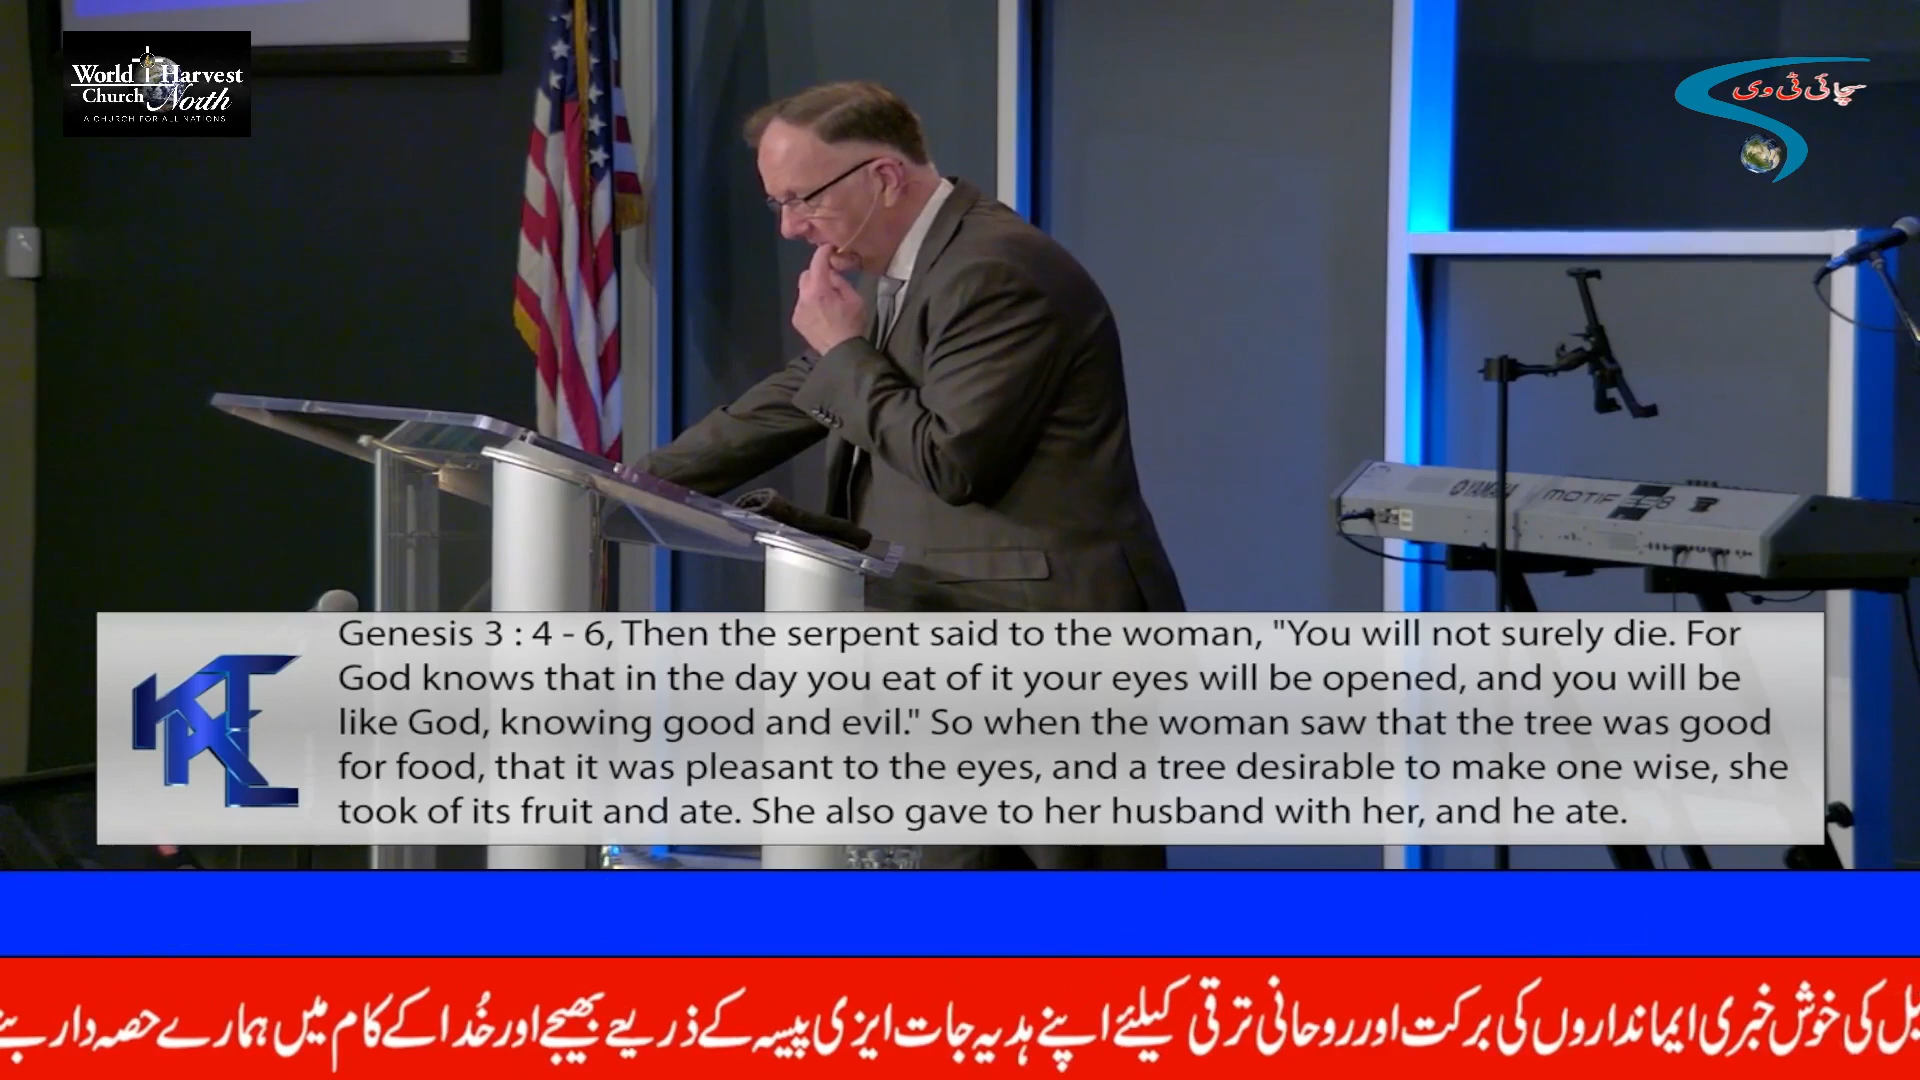 World Harvest
Church North
A CHURCH FOR ALL NATIONS
سچائی ٹی وی
YAMAHA MOTIF XS8
Genesis 3 : 4 - 6, Then the serpent said to the woman, "You will not surely die. For
God knows that in the day you eat of it your eyes will be opened, and you will be
like God, knowing good and evil." So when the woman saw that the tree was good
for food, that it was pleasant to the eyes, and a tree desirable to make one wise, she
took of its fruit and ate. She also gave to her husband with her, and he ate.
کی خوشخبری ایمانداروں کی برکت اور روحانی ترقی کیلئے اپنے ہدیہ جات ایزی پیسہ کے ذریعے بھیجے اور خُدا کے کام میں ہمارے حصہ دار